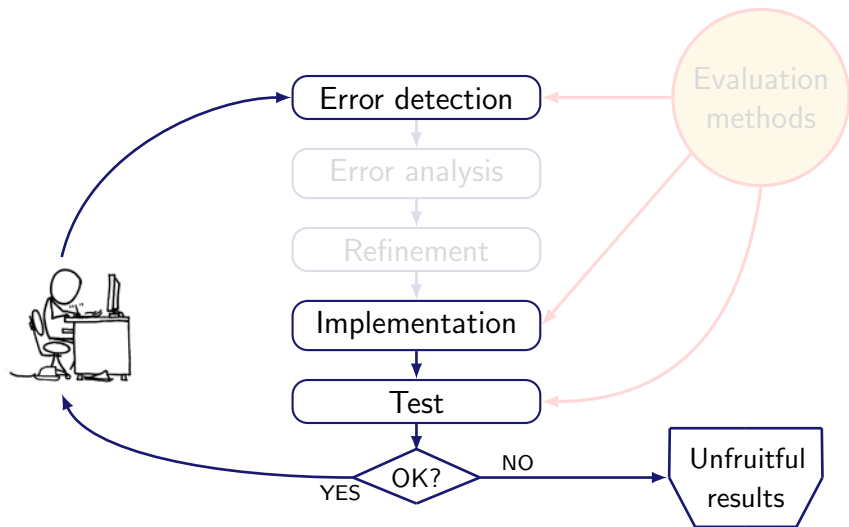 Error detection
Evaluation
methods
Error analysis
Refinement
Implementation
Test
OK?
YES
NO
Unfruitful
results